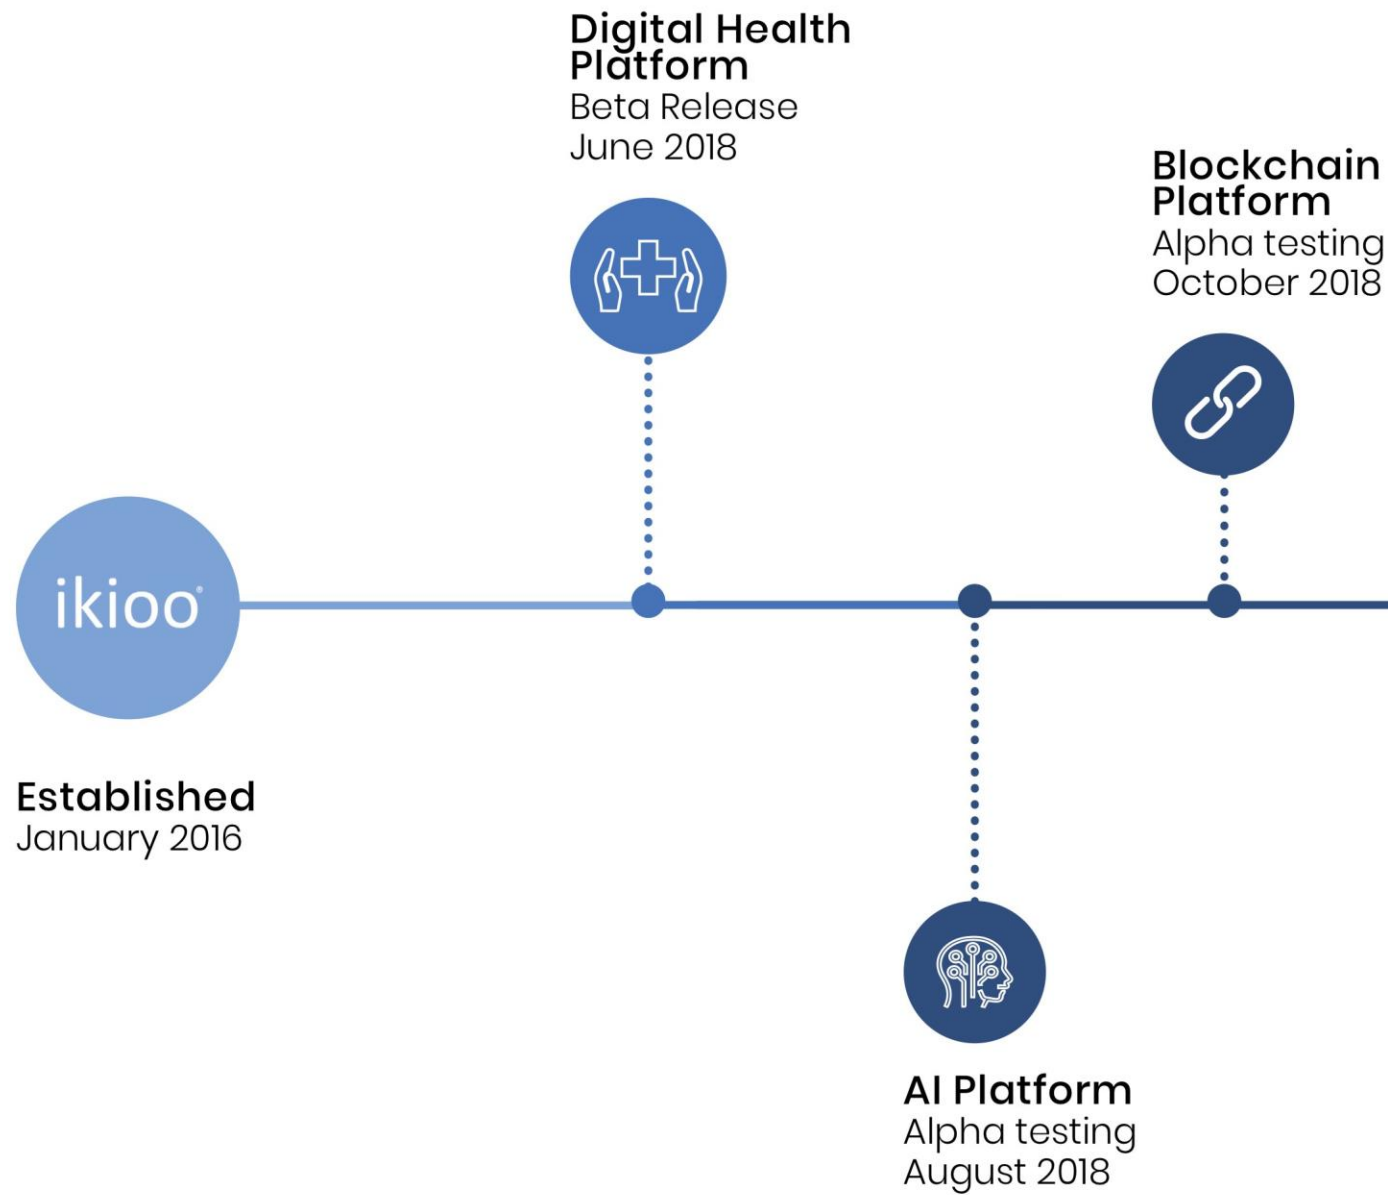 Digital Health
Platform
Beta Release
June 2018
Blockchain
Platform
Alpha testing
October 2018
ikioo®
Established
January 2016
AI Platform
Alpha testing
August 2018